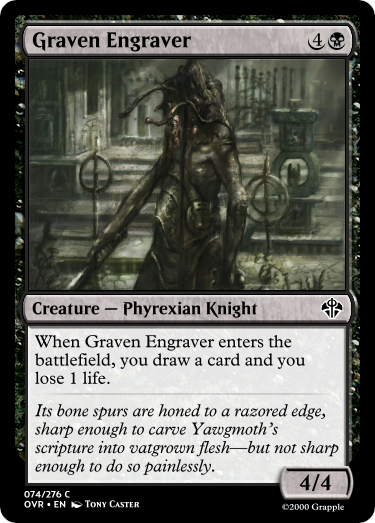 Graven Engraver 4
Creature — Phyrexian Knight
When Graven Engraver enters the
battlefield, you draw a card and you
lose 1 life.
Its bone spurs are honed to a razored edge,
sharp enough to carve Yawgmoth's
scripture into vatgrown flesh—but not sharp
enough to do so painlessly.
4/4
074/276 C
OVR • EN Tony Caster
©2000 Grapple